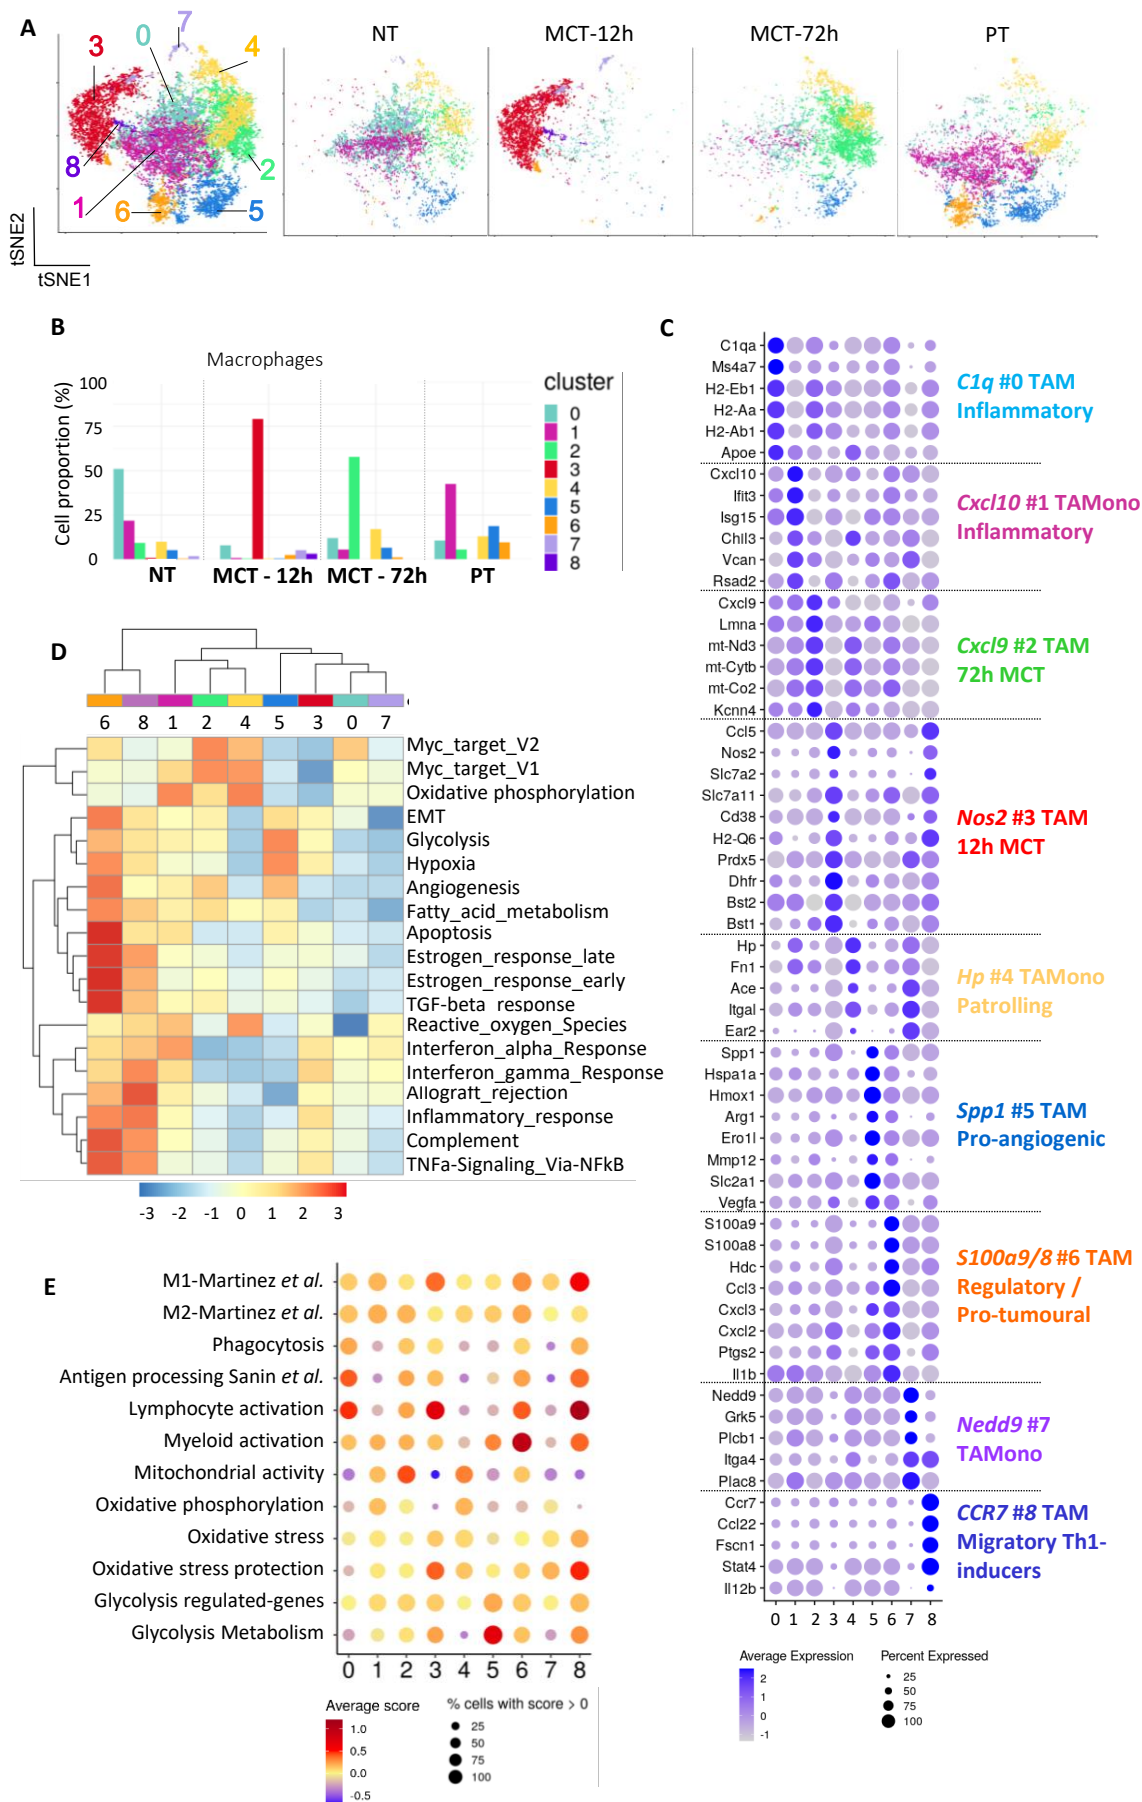 A
NT
MCT-12h
MCT-72h
PT
7
0
3
4
8
2
1
6
5
tSNE2
tSNE1
B
Macrophages
Cell proportion (%)
100
75
50
25
0
NT
MCT - 12h
MCT - 72h
PT
cluster
0
1
2
3
4
5
6
7
8
C
C1qa
Ms4a7
H2-Eb1
H2-Aa
H2-Ab1
Apoe
C1q #0 TAM
Inflammatory
Cxcl10
Ifit3
Isg15
Chll3
Vcan
Rsad2
Cxcl10 #1 TAMono
Inflammatory
Cxcl9
Lmna
mt-Nd3
mt-Cytb
mt-Co2
Kcnn4
Cxcl9 #2 TAM
72h MCT
Ccl5
Nos2
Slc7a2
Slc7a11
Cd38
H2-Q6
Prdx5
Dhfr
Bst2
Bst1
Nos2 #3 TAM
12h MCT
Hp
Fn1
Ace
Itgal
Ear2
Hp #4 TAMono
Patrolling
Spp1
Hspa1a
Hmox1
Arg1
Ero1l
Mmp12
Slc2a1
Vegfa
Spp1 #5 TAM
Pro-angiogenic
S100a9
S100a8
Hdc
Ccl3
Cxcl3
Cxcl2
Ptgs2
Il1b
S100a9/8 #6 TAM
Regulatory /
Pro-tumoural
Nedd9
Grk5
Plcb1
Itga4
Plac8
Nedd9 #7
TAMono
Ccr7
Ccl22
Fscn1
Stat4
Il12b
CCR7 #8 TAM
Migratory Th1-
inducers
0 1 2 3 4 5 6 7 8
Average Expression
2
1
0
-1
Percent Expressed
25
50
75
100
D
6 8 1 2 4 5 3 0 7
Myc_target_V2
Myc_target_V1
Oxidative phosphorylation
EMT
Glycolysis
Hypoxia
Angiogenesis
Fatty_acid_metabolism
Apoptosis
Estrogen_response_late
Estrogen_response_early
TGF-beta_response
Reactive_oxygen_Species
Interferon_alpha_Response
Interferon_gamma_Response
Allograft_rejection
Inflammatory_response
Complement
TNFa-Signaling_Via-NFkB
-3 -2 -1 0 1 2 3
E
M1-Martinez et al.
M2-Martinez et al.
Phagocytosis
Antigen processing Sanin et al.
Lymphocyte activation
Myeloid activation
Mitochondrial activity
Oxidative phosphorylation
Oxidative stress
Oxidative stress protection
Glycolysis regulated-genes
Glycolysis Metabolism
0 1 2 3 4 5 6 7 8
Average score
1.0
0.5
0.0
-0.5
% cells with score > 0
25
50
75
100